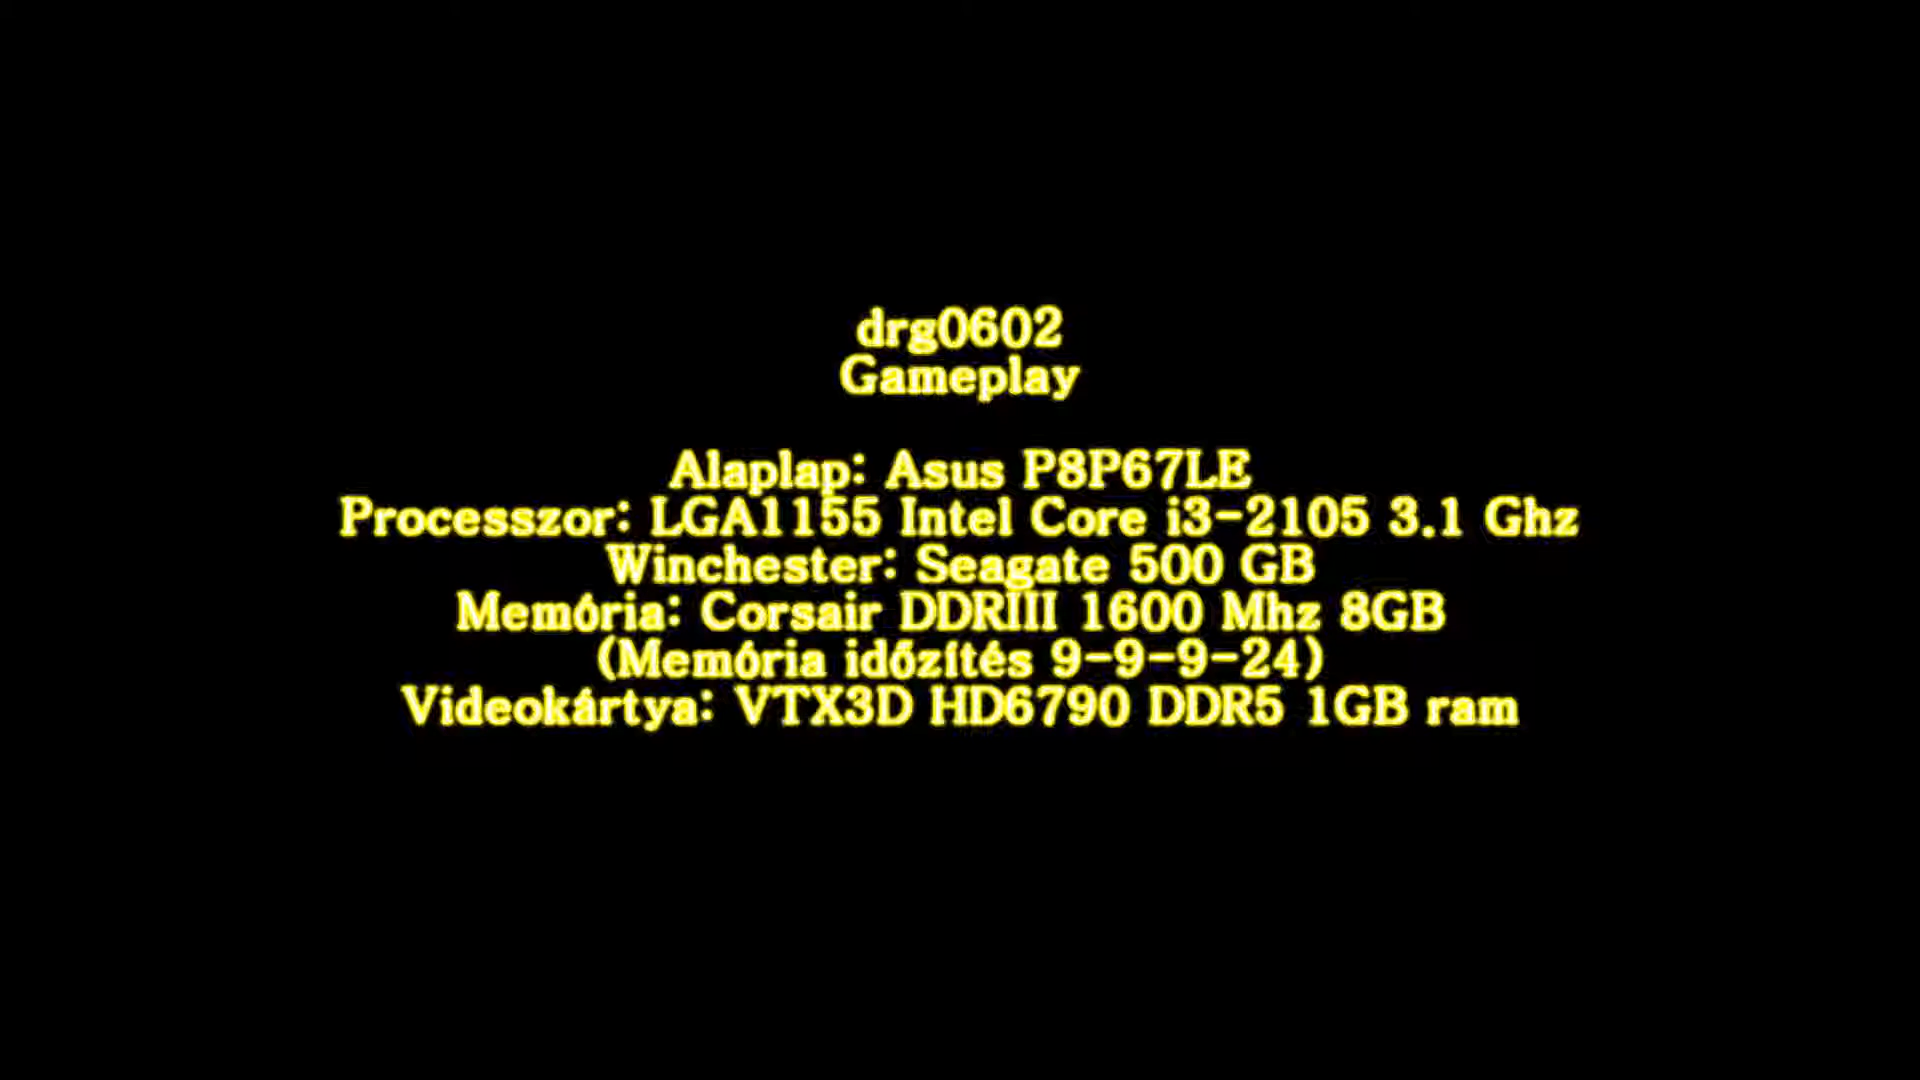 drg0602
Gameplay
Alaplap: Asus P8P67LE
Processzor: LGA1155 Intel Core i3-2105 3.1 Ghz
Winchester: Seagate 500 GB
Memória: Corsair DDRIII 1600 Mhz 8GB
(Memória időzítés 9-9-9-24)
Videokártya: VTX3D HD6790 DDR5 1GB ram